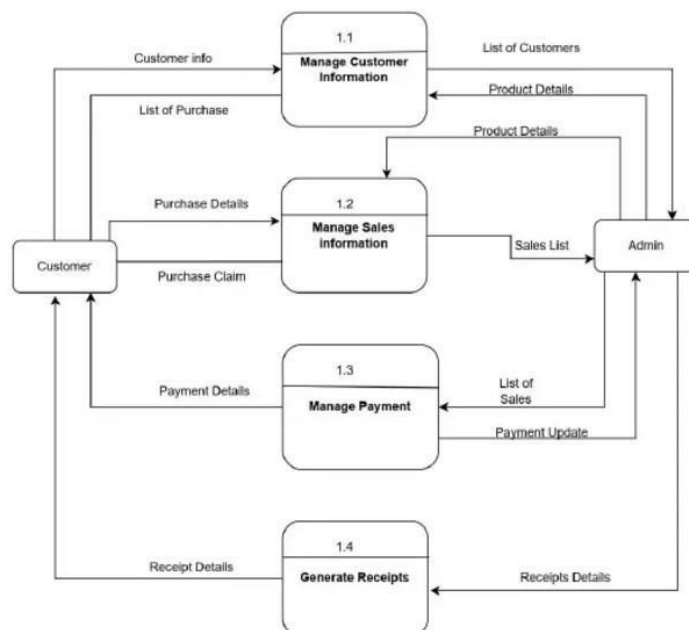 1.1
Manage Customer
Information
Customer info
List of Customers
Product Details
List of Purchase
Product Details
1.2
Manage Sales
information
Purchase Details
Customer
Purchase Claim
Sales List
Admin
1.3
Manage Payment
Payment Details
List of
Sales
Payment Update
1.4
Generate Receipts
Receipt Details
Receipts Details